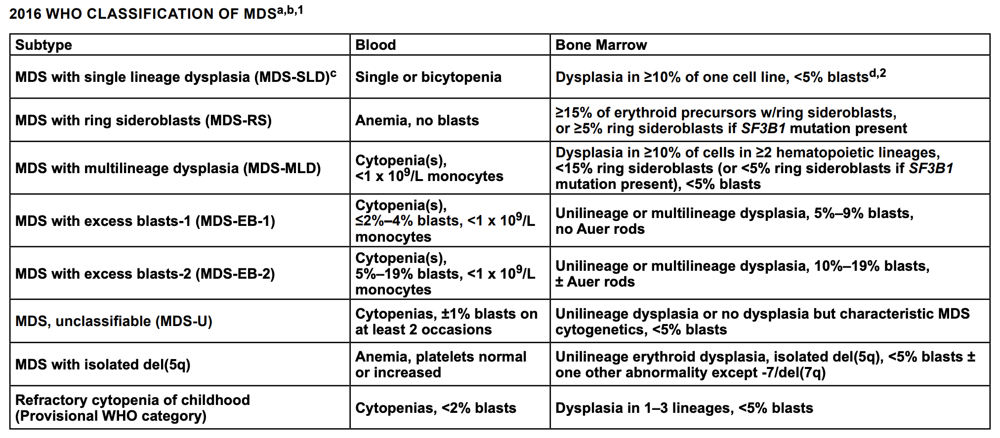 2016 WHO CLASSIFICATION OF MDSa,b,1
Subtype
Blood
Bone Marrow
MDS with single lineage dysplasia (MDS-SLD)c
Single or bicytopenia
Dysplasia in ≥10% of one cell line, <5% blastsd,2
MDS with ring sideroblasts (MDS-RS)
Anemia, no blasts
≥15% of erythroid precursors w/ring sideroblasts,
or ≥5% ring sideroblasts if SF3B1 mutation present
MDS with multilineage dysplasia (MDS-MLD)
Cytopenia(s),
<1 x 109/L monocytes
Dysplasia in ≥10% of cells in ≥2 hematopoietic lineages,
<15% ring sideroblasts (or <5% ring sideroblasts if SF3B1
mutation present), <5% blasts
MDS with excess blasts-1 (MDS-EB-1)
Cytopenia(s),
≤2%–4% blasts, <1 x 109/L
monocytes
Unilineage or multilineage dysplasia, 5%–9% blasts,
no Auer rods
MDS with excess blasts-2 (MDS-EB-2)
Cytopenia(s),
5%–19% blasts, <1 x 109/L
monocytes
Unilineage or multilineage dysplasia, 10%–19% blasts,
± Auer rods
MDS, unclassifiable (MDS-U)
Cytopenias, ±1% blasts on
at least 2 occasions
Unilineage dysplasia or no dysplasia but characteristic MDS
cytogenetics, <5% blasts
MDS with isolated del(5q)
Anemia, platelets normal
or increased
Unilineage erythroid dysplasia, isolated del(5q), <5% blasts ±
one other abnormality except -7/del(7q)
Refractory cytopenia of childhood
(Provisional WHO category)
Cytopenias, <2% blasts
Dysplasia in 1–3 lineages, <5% blasts